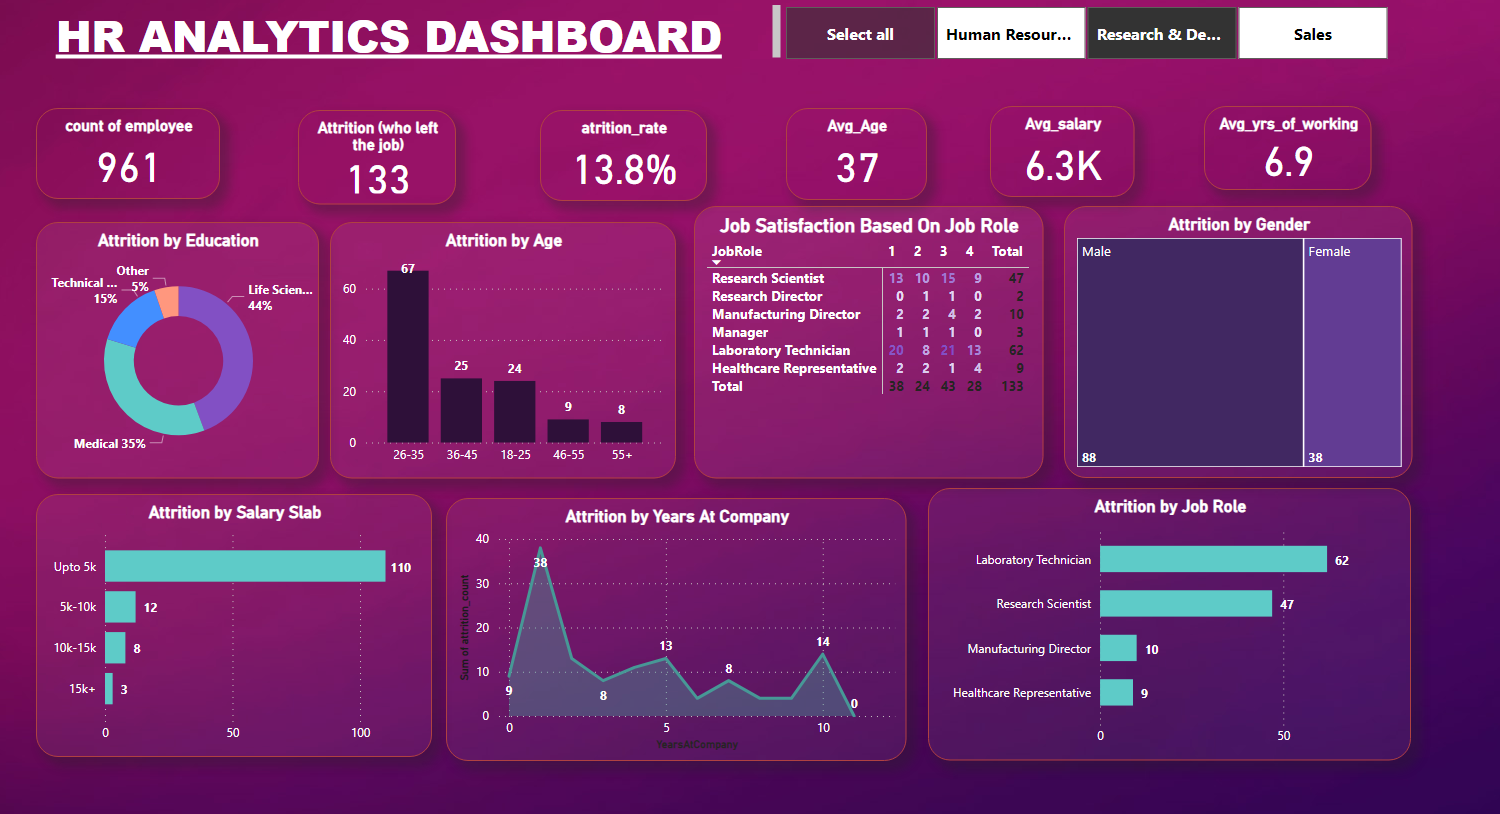 HR ANALYTICS DASHBOARD
Select all
Human Resour...
Research & De...
Sales
count of employee
961
Attrition (who left
the job)
133
atrition_rate
13.8%
Avg_Age
37
Avg_salary
6.3K
Avg_yrs_of_working
6.9
Attrition by Education
Other
5%
Technical ...
15%
Life Scien...
44%
Medical 35%
Attrition by Age
67
60
40
25
24
20
9
8
0
26-35 36-45 18-25 46-55 55+
Job Satisfaction Based On Job Role
JobRole 1 2 3 4 Total
Research Scientist 13 10 15 9 47
Research Director 0 1 1 0 2
Manufacturing Director 2 2 4 2 10
Manager 1 1 1 0 3
Laboratory Technician 20 8 21 13 62
Healthcare Representative 2 2 1 4 9
Total 38 24 43 28 133
Attrition by Gender
Male
88
Female
38
Attrition by Salary Slab
Upto 5k 110
5k-10k 12
10k-15k 8
15k+ 3
0 50 100
Attrition by Years At Company
Sum of attrition_count
40
38
30
20
13
14
10
9
8
8
0
0
0 5 10
YearsAtCompany
Attrition by Job Role
Laboratory Technician 62
Research Scientist 47
Manufacturing Director 10
Healthcare Representative 9
0 50